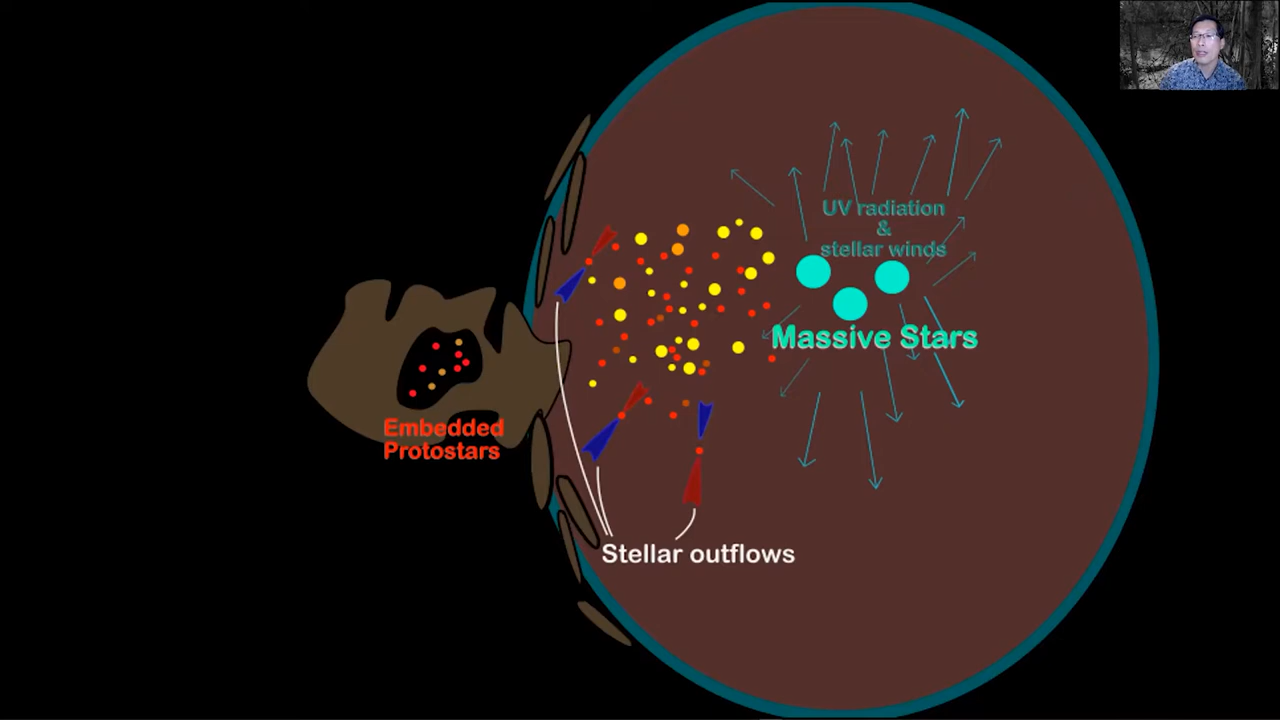 UV radiation
&
stellar winds
Massive Stars
Embedded
Protostars
Stellar outflows